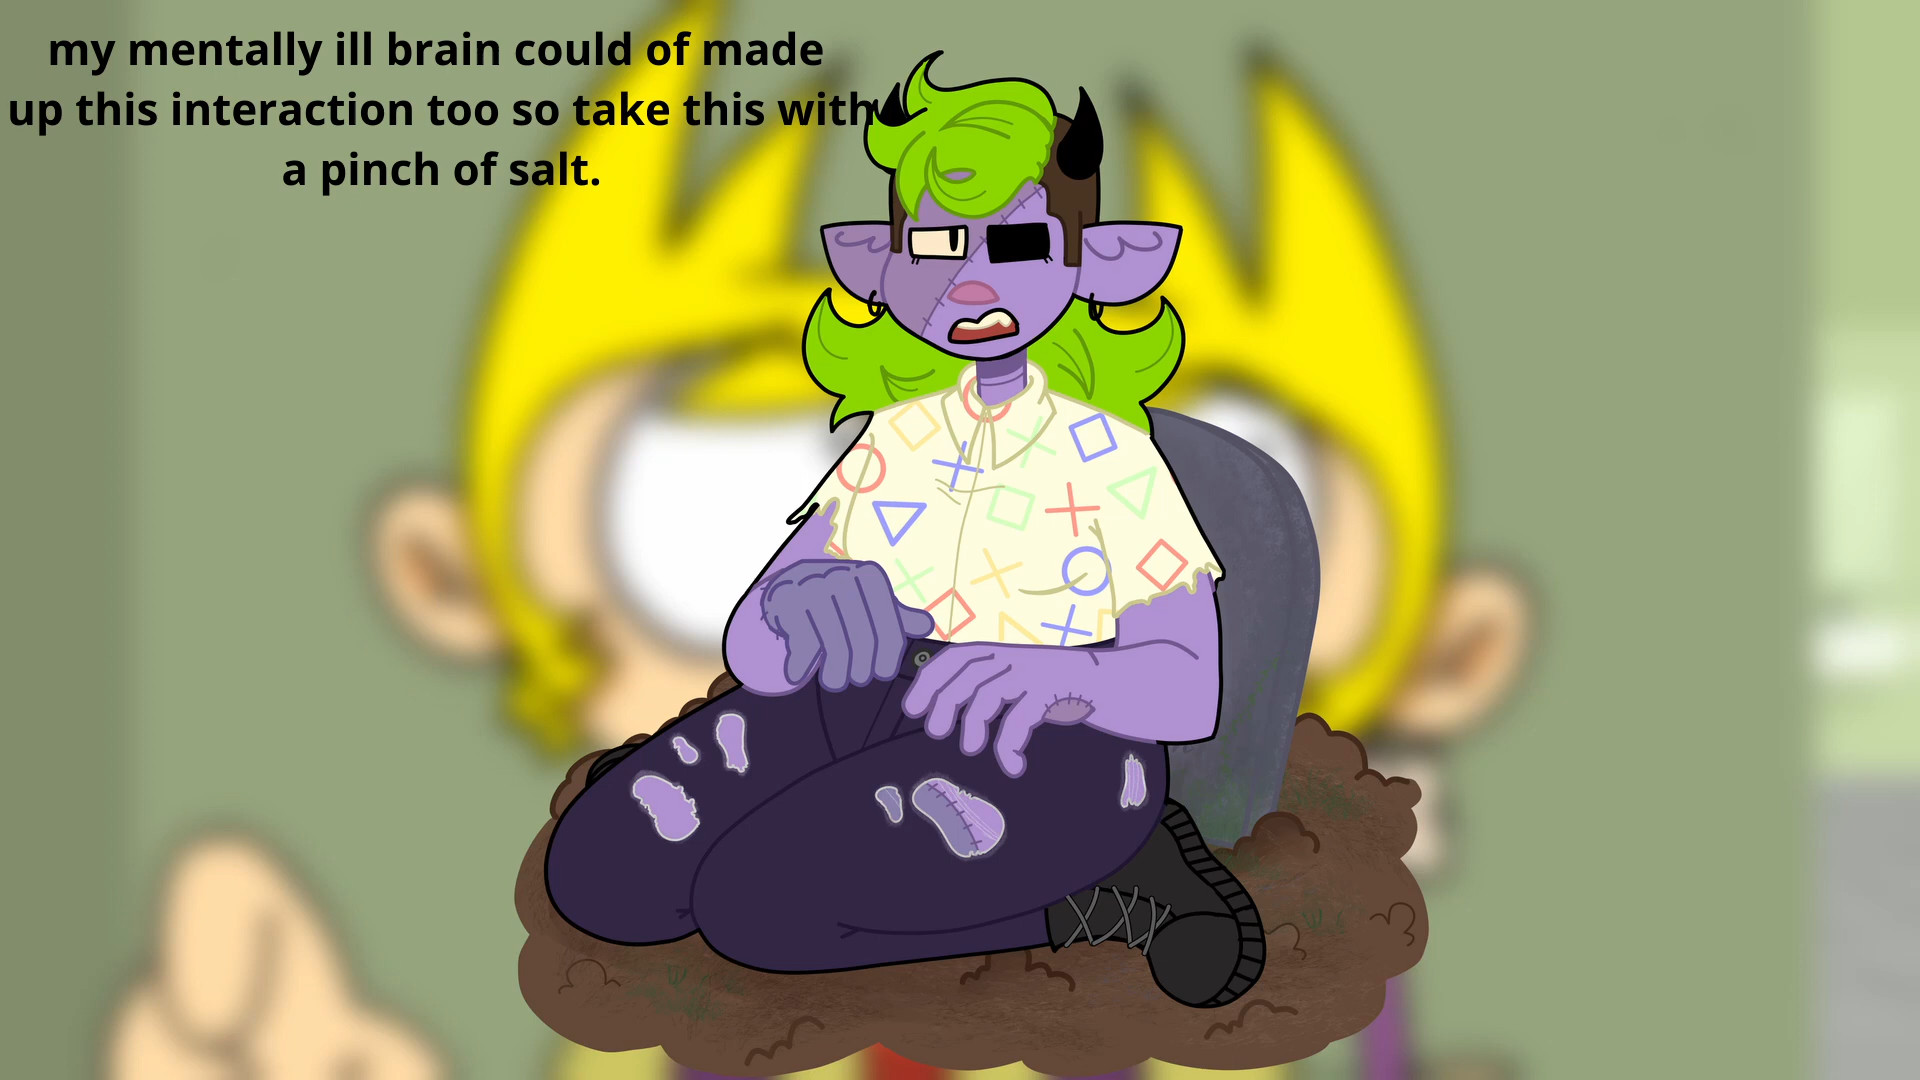 my mentally ill brain could of made
up this interaction too so take this with
a pinch of salt.